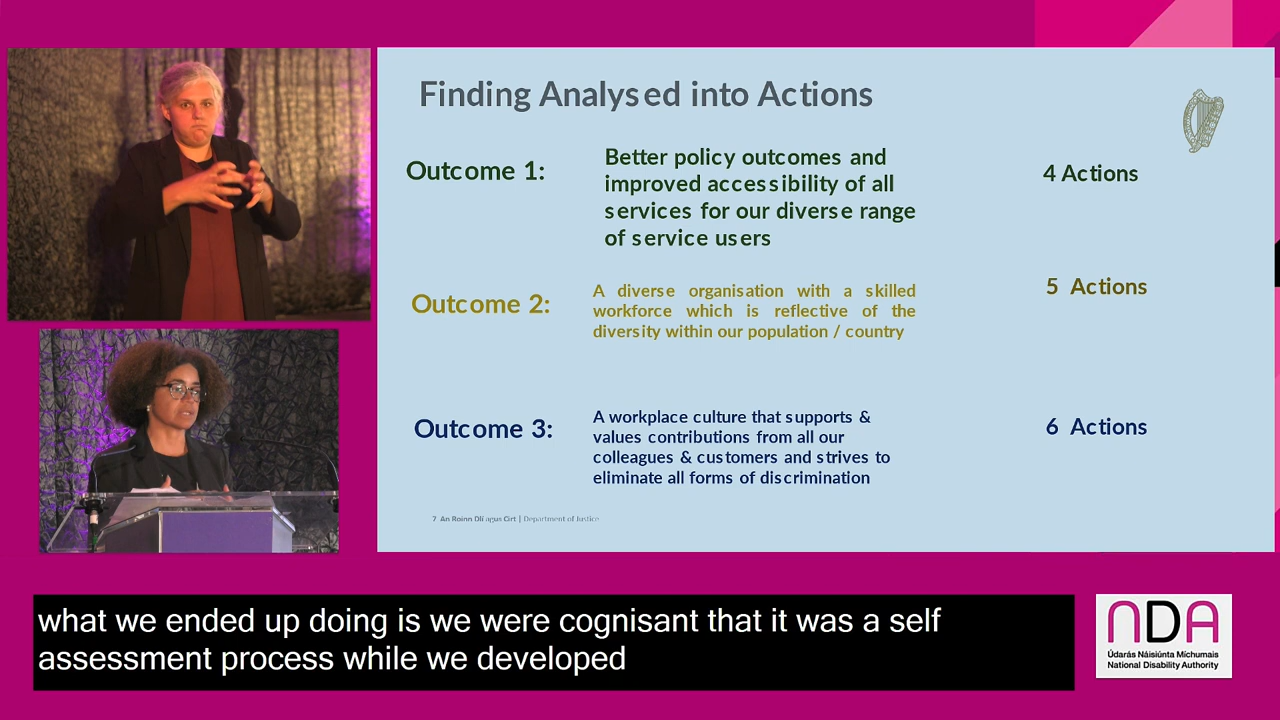 Finding Analysed into Actions
Outcome 1:
Better policy outcomes and
improved accessibility of all
services for our diverse range
of service users
4 Actions
Outcome 2:
A diverse organisation with a skilled
workforce which is reflective of the
diversity within our population / country
5 Actions
Outcome 3:
A workplace culture that supports &
values contributions from all our
colleagues & customers and strives to
eliminate all forms of discrimination
6 Actions
7 An Roinn Dlí agus Cirt | Department of Justice
what we ended up doing is we were cognisant that it was a self
assessment process while we developed
NDA
Údarás Náisiúnta Míchumais
National Disability Authority